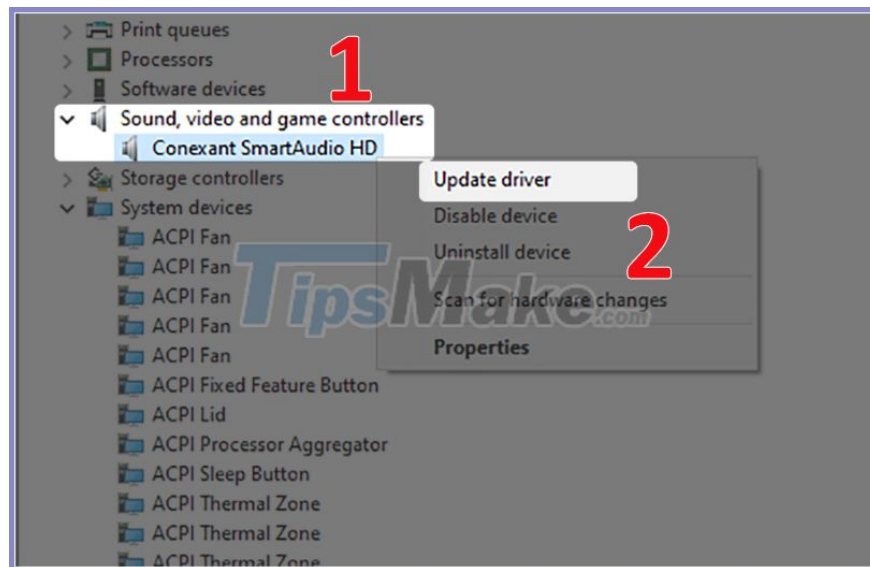 Print queues
1
Processors
Software devices
Sound, video and game controllers
Conexant SmartAudio HD
Storage controllers
Update driver
System devices
Disable device
2
ACPI Fan
Uninstall device
ACPI Fan
ACPI Fan
Scan for hardware changes
TipsMake.com
ACPI Fan
ACPI Fan
Properties
ACPI Fixed Feature Button
ACPI Lid
ACPI Processor Aggregator
ACPI Sleep Button
ACPI Thermal Zone
ACPI Thermal Zone
ACPI Thermal Zone